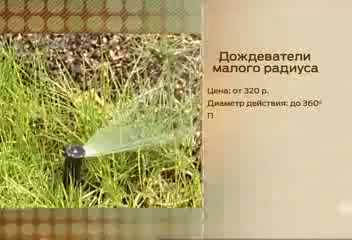 Дождеватели
малого радиуса
Цена: от 320 р.
Диаметр действия: до 360°
П